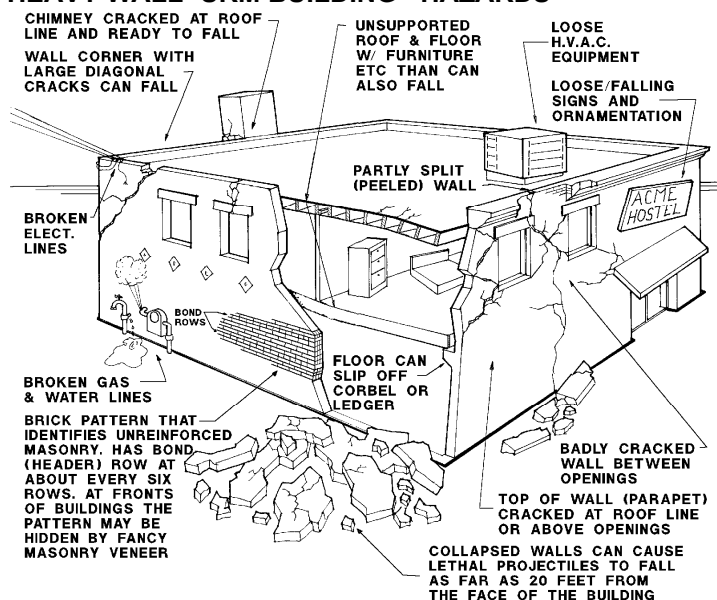 HEAVY WALL "URM BUILDING" HAZARDS
CHIMNEY CRACKED AT ROOF
LINE AND READY TO FALL
WALL CORNER WITH
LARGE DIAGONAL
CRACKS CAN FALL
UNSUPPORTED
ROOF & FLOOR
W/ FURNITURE
ETC THAN CAN
ALSO FALL
LOOSE
H.V.A.C.
EQUIPMENT
LOOSE/FALLING
SIGNS AND
ORNAMENTATION
PARTLY SPLIT
(PEELED) WALL
ACME
HOSTEL
BROKEN
ELECT.
LINES
BOND
ROWS
BROKEN GAS
& WATER LINES
FLOOR CAN
SLIP OFF
CORBEL OR
LEDGER
BRICK PATTERN THAT
IDENTIFIES UNREINFORCED
MASONRY. HAS BOND
(HEADER) ROW AT
ABOUT EVERY SIX
ROWS. AT FRONTS
OF BUILDINGS THE
PATTERN MAY BE
HIDDEN BY FANCY
MASONRY VENEER
BADLY CRACKED
WALL BETWEEN
OPENINGS
TOP OF WALL (PARAPET)
CRACKED AT ROOF LINE
OR ABOVE OPENINGS
COLLAPSED WALLS CAN CAUSE
LETHAL PROJECTILES TO FALL
AS FAR AS 20 FEET FROM
THE FACE OF THE BUILDING